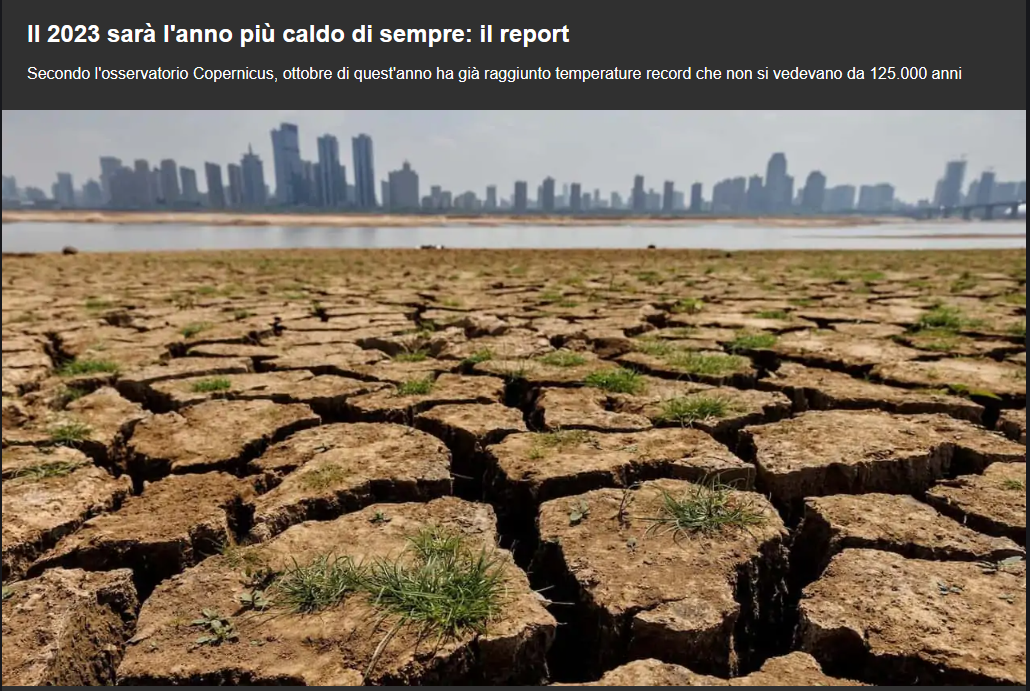 Il 2023 sarà l'anno più caldo di sempre: il report
Secondo l'osservatorio Copernicus, ottobre di quest'anno ha già raggiunto temperature record che non si vedevano da 125.000 anni